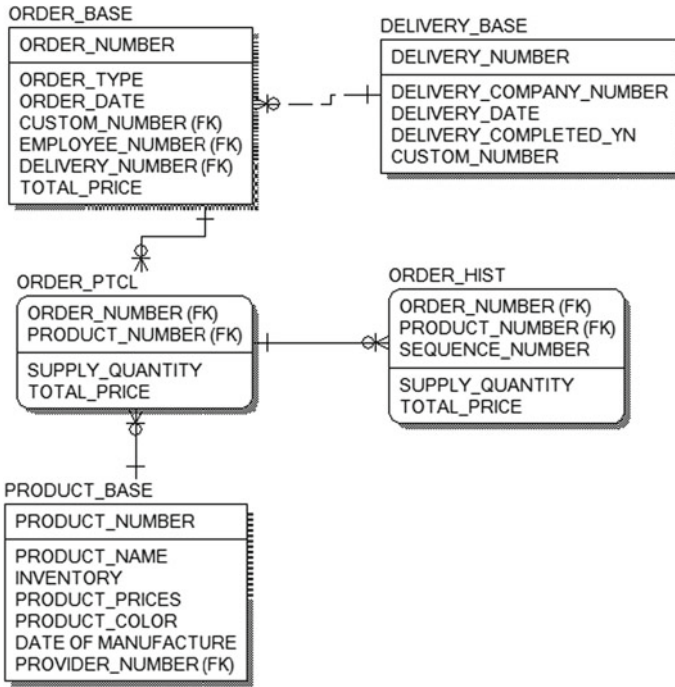 ORDER_BASE
ORDER_NUMBER
ORDER_TYPE
ORDER_DATE
CUSTOM_NUMBER (FK)
EMPLOYEE_NUMBER (FK)
DELIVERY_NUMBER (FK)
TOTAL_PRICE
DELIVERY_BASE
DELIVERY_NUMBER
DELIVERY_COMPANY_NUMBER
DELIVERY_DATE
DELIVERY_COMPLETED_YN
CUSTOM_NUMBER
ORDER_PTCL
ORDER_NUMBER (FK)
PRODUCT_NUMBER (FK)
SUPPLY_QUANTITY
TOTAL_PRICE
ORDER_HIST
ORDER_NUMBER (FK)
PRODUCT_NUMBER (FK)
SEQUENCE_NUMBER
SUPPLY_QUANTITY
TOTAL_PRICE
PRODUCT_BASE
PRODUCT_NUMBER
PRODUCT_NAME
INVENTORY
PRODUCT_PRICES
PRODUCT_COLOR
DATE OF MANUFACTURE
PROVIDER_NUMBER (FK)